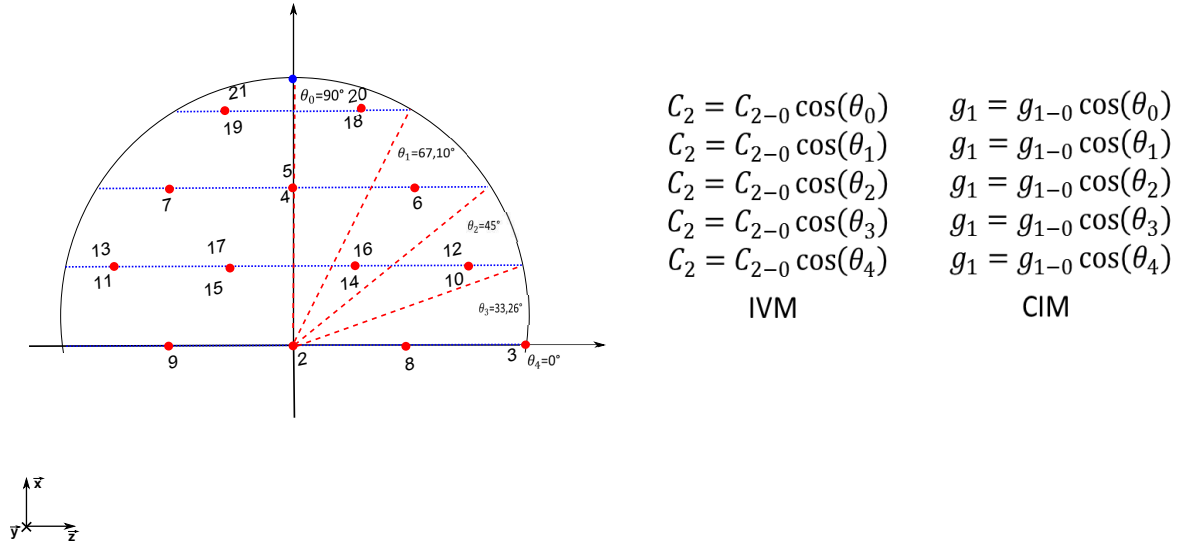 21
θ₀=90°
20
19
18
θ₁=67,10°
5
7
4
6
θ₂=45°
13
17
16
12
11
15
14
10
θ₃=33,26°
9
2
8
3
θ₄=0°
x⃗
y⃗
z⃗
C₂ = C₂₋₀ cos(θ₀)
C₂ = C₂₋₀ cos(θ₁)
C₂ = C₂₋₀ cos(θ₂)
C₂ = C₂₋₀ cos(θ₃)
C₂ = C₂₋₀ cos(θ₄)
IVM
g₁ = g₁₋₀ cos(θ₀)
g₁ = g₁₋₀ cos(θ₁)
g₁ = g₁₋₀ cos(θ₂)
g₁ = g₁₋₀ cos(θ₃)
g₁ = g₁₋₀ cos(θ₄)
CIM